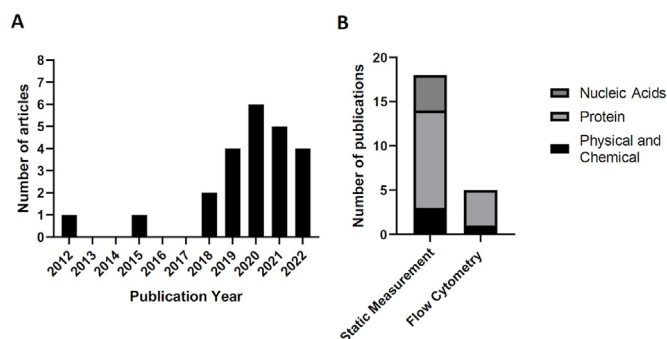 A
Number of articles
8
7
6
5
4
3
2
1
0
2012
2013
2014
2015
2016
2017
2018
2019
2020
2021
2022
Publication Year
B
Number of publications
20
15
10
5
0
Static Measurement
Flow Cytometry
Nucleic Acids
Protein
Physical and
Chemical